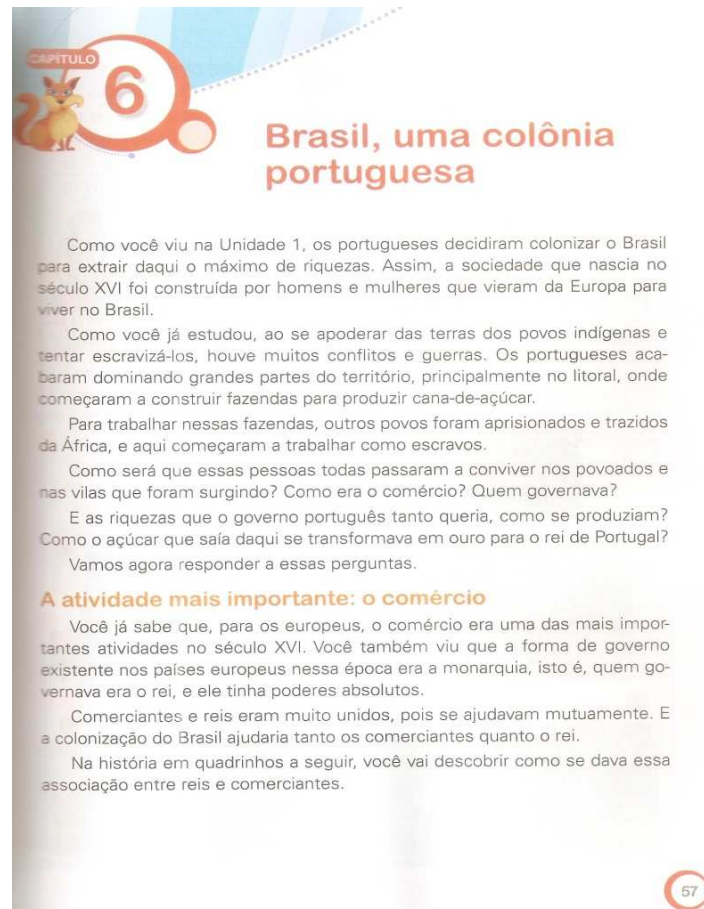 CAPÍTULO
6
Brasil, uma colônia
portuguesa
Como você viu na Unidade 1, os portugueses decidiram colonizar o Brasil
para extrair daqui o máximo de riquezas. Assim, a sociedade que nascia no
século XVI foi construída por homens e mulheres que vieram da Europa para
viver no Brasil.
Como você já estudou, ao se apoderar das terras dos povos indígenas e
tentar escravizá-los, houve muitos conflitos e guerras. Os portugueses aca-
baram dominando grandes partes do território, principalmente no litoral, onde
começaram a construir fazendas para produzir cana-de-açúcar.
Para trabalhar nessas fazendas, outros povos foram aprisionados e trazidos
da África, e aqui começaram a trabalhar como escravos.
Como será que essas pessoas todas passaram a conviver nos povoados e
nas vilas que foram surgindo? Como era o comércio? Quem governava?
E as riquezas que o governo português tanto queria, como se produziam?
Como o açúcar que saía daqui se transformava em ouro para o rei de Portugal?
Vamos agora responder a essas perguntas.
A atividade mais importante: o comércio
Você já sabe que, para os europeus, o comércio era uma das mais impor-
tantes atividades no século XVI. Você também viu que a forma de governo
existente nos países europeus nessa época era a monarquia, isto é, quem go-
vernava era o rei, e ele tinha poderes absolutos.
Comerciantes e reis eram muito unidos, pois se ajudavam mutuamente. E
a colonização do Brasil ajudaria tanto os comerciantes quanto o rei.
Na história em quadrinhos a seguir, você vai descobrir como se dava essa
associação entre reis e comerciantes.
57